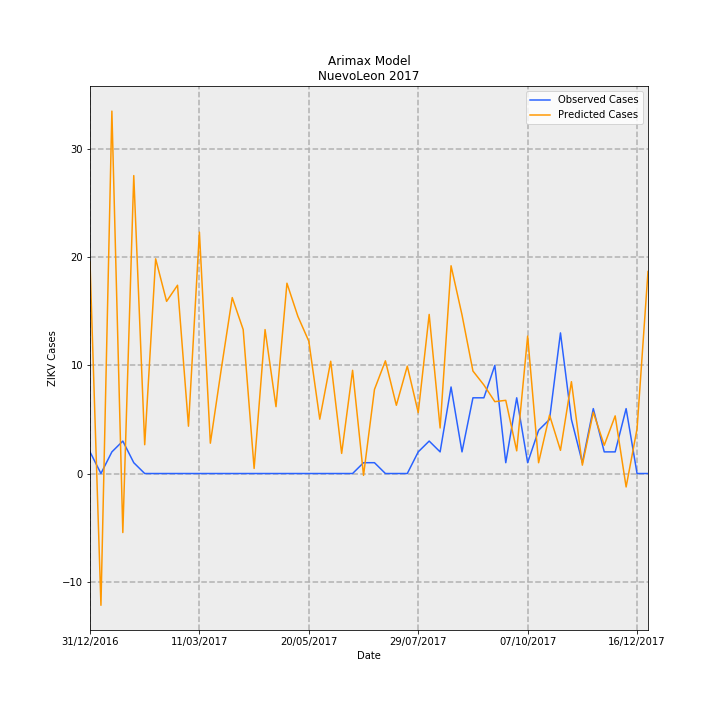 Arimax Model
NuevoLeon 2017
Observed Cases
Predicted Cases
ZIKV Cases
30
20
10
0
−10
31/12/2016
11/03/2017
20/05/2017
29/07/2017
07/10/2017
16/12/2017
Date